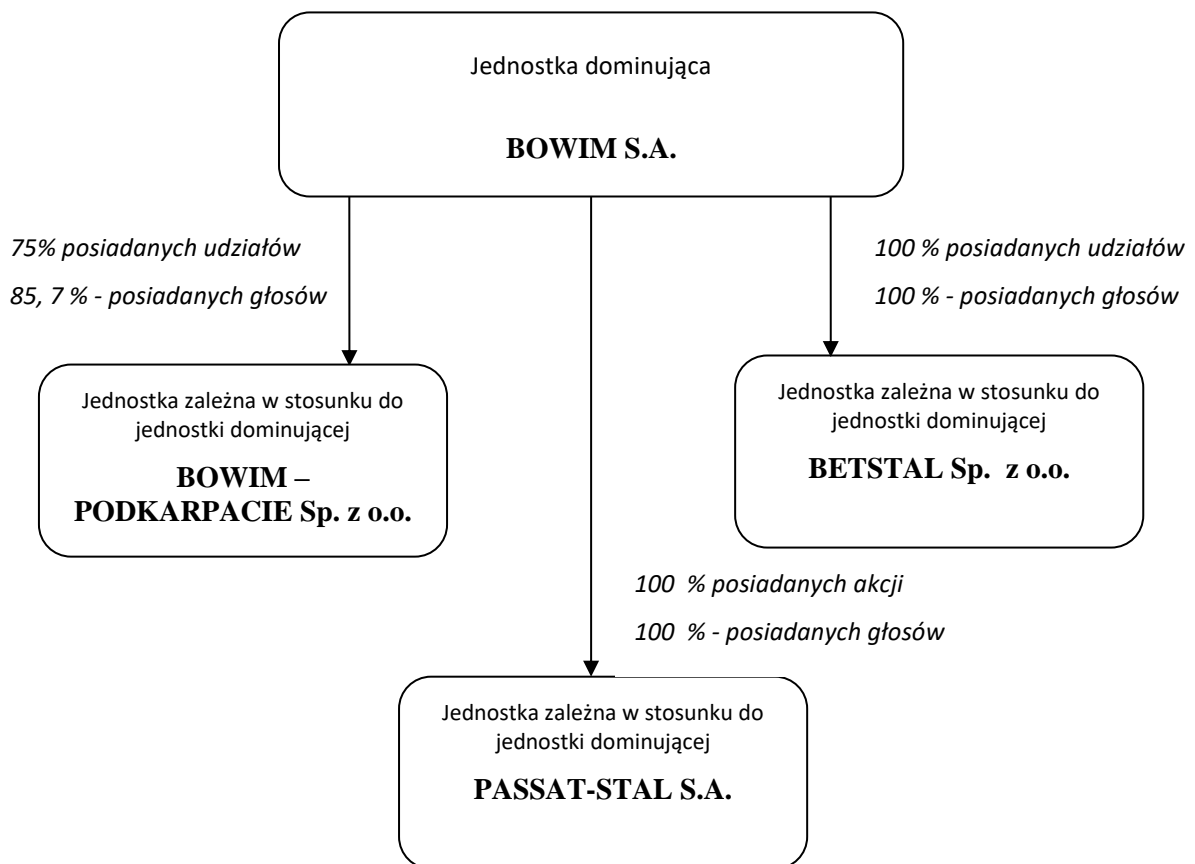 Jednostka dominująca
BOWIM S.A.
75% posiadanych udziałów
85, 7 % - posiadanych głosów
100 % posiadanych udziałów
100 % - posiadanych głosów
Jednostka zależna w stosunku do
jednostki dominującej
BOWIM –
PODKARPACIE Sp. z o.o.
Jednostka zależna w stosunku do
jednostki dominującej
BETSTAL Sp. z o.o.
100 % posiadanych akcji
100 % - posiadanych głosów
Jednostka zależna w stosunku do
jednostki dominującej
PASSAT-STAL S.A.